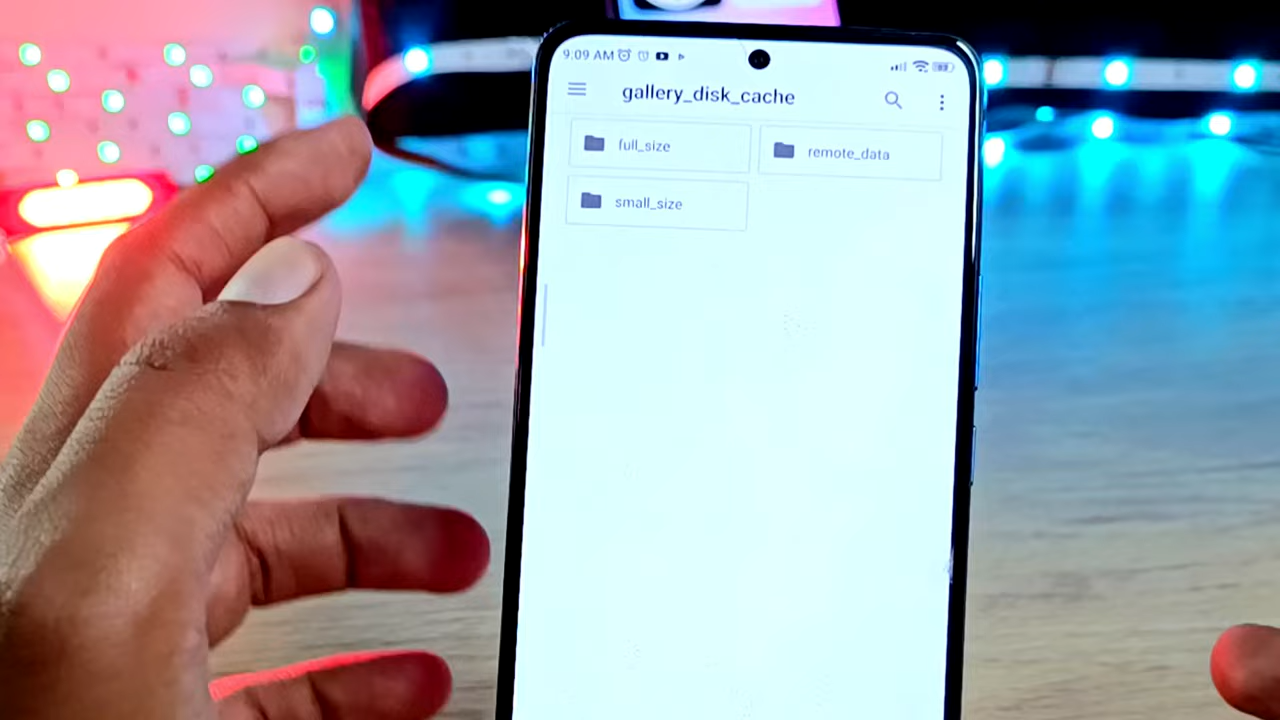 9:09 AM
gallery_disk_cache
full_size
remote_data
small_size